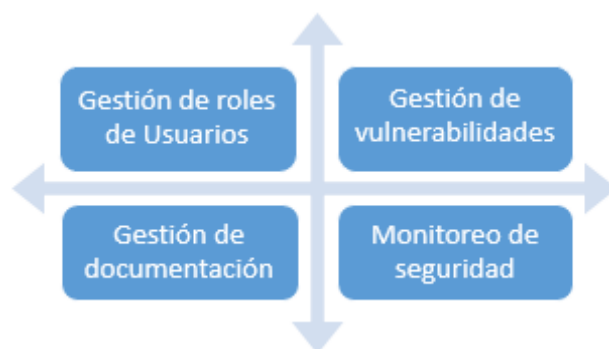 Gestión de roles
de Usuarios
Gestión de
vulnerabilidades
Gestión de
documentación
Monitoreo de
seguridad